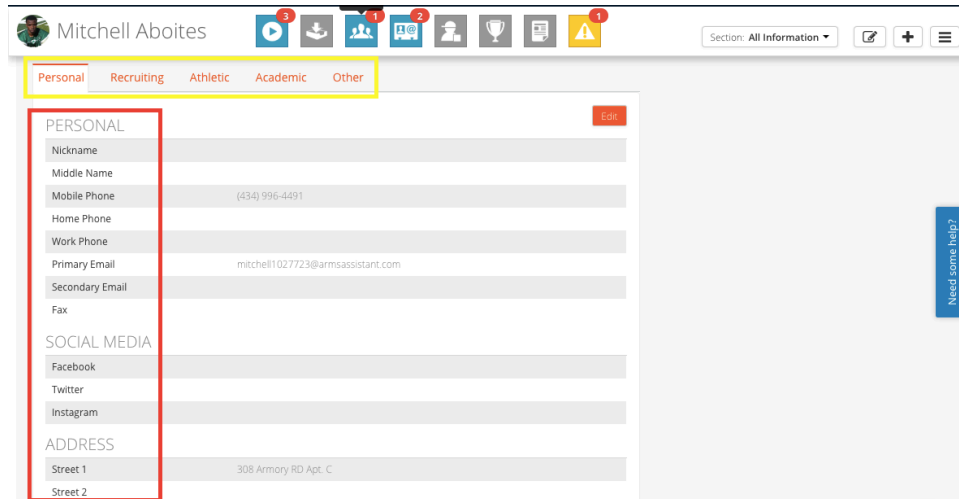 Mitchell Aboites
3
1
2
1
Section: All Information
Personal Recruiting Athletic Academic Other
PERSONAL
Edit
Nickname
Middle Name
Mobile Phone (434) 996-4491
Home Phone
Work Phone
Primary Email mitchell1027723@armsassistant.com
Secondary Email
Fax
SOCIAL MEDIA
Facebook
Twitter
Instagram
ADDRESS
Street 1 308 Armory RD Apt. C
Street 2
Need some help?